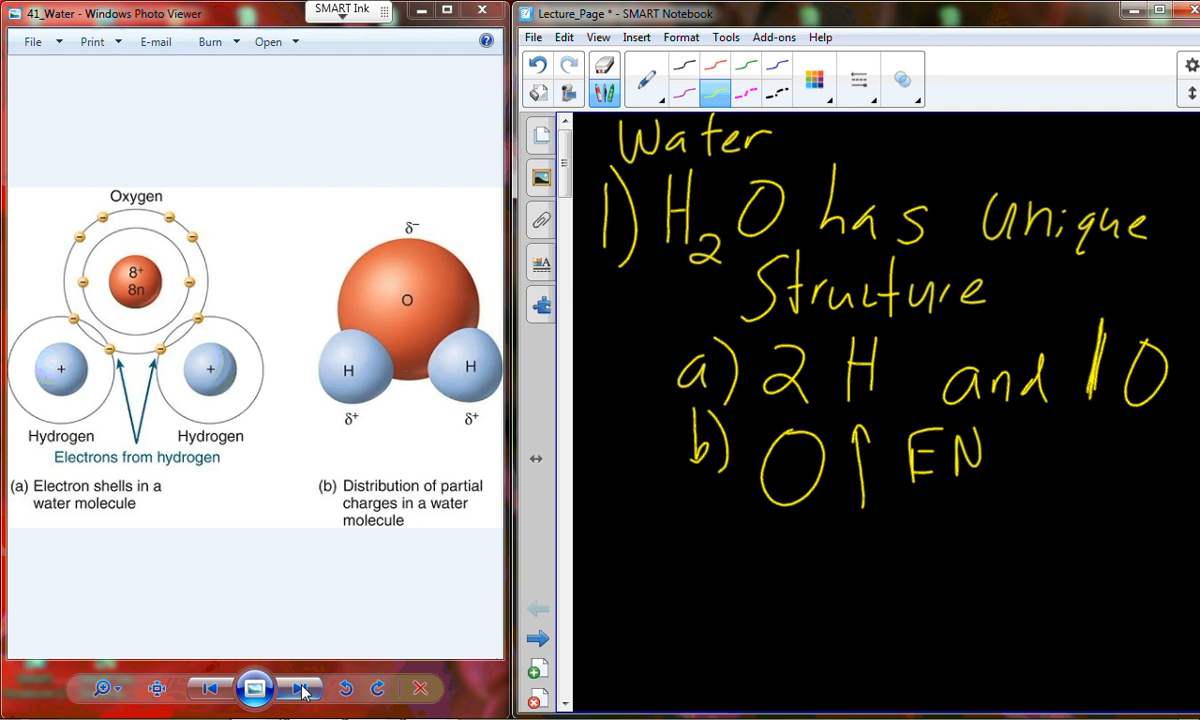 41_Water - Windows Photo Viewer
SMART Ink
File Print E-mail Burn Open
Oxygen
8+
8n
+
+
Hydrogen
Hydrogen
Electrons from hydrogen
(a) Electron shells in a
water molecule
δ−
O
H
H
δ+
δ+
(b) Distribution of partial
charges in a water
molecule
Lecture_Page * - SMART Notebook
File Edit View Insert Format Tools Add-ons Help
Water
1) H2O has unique
Structure
a) 2 H and 1 O
b) O ↑ EN